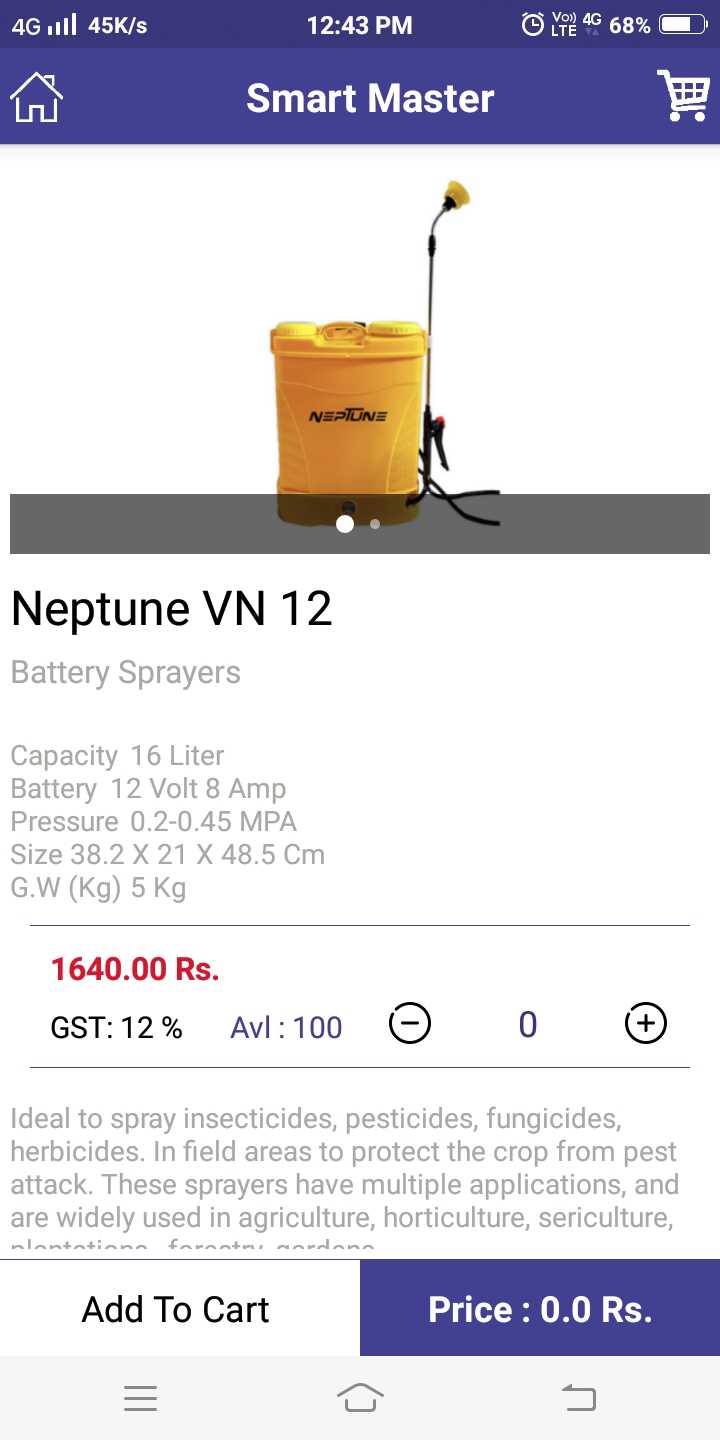 4G 45K/s 12:43 PM Vo)) LTE 4G 68%
Smart Master
NEPTUNE
Neptune VN 12
Battery Sprayers
Capacity 16 Liter
Battery 12 Volt 8 Amp
Pressure 0.2-0.45 MPA
Size 38.2 X 21 X 48.5 Cm
G.W (Kg) 5 Kg
1640.00 Rs.
GST: 12 % Avl : 100 0
Ideal to spray insecticides, pesticides, fungicides,
herbicides. In field areas to protect the crop from pest
attack. These sprayers have multiple applications, and
are widely used in agriculture, horticulture, sericulture,
Add To Cart Price : 0.0 Rs.